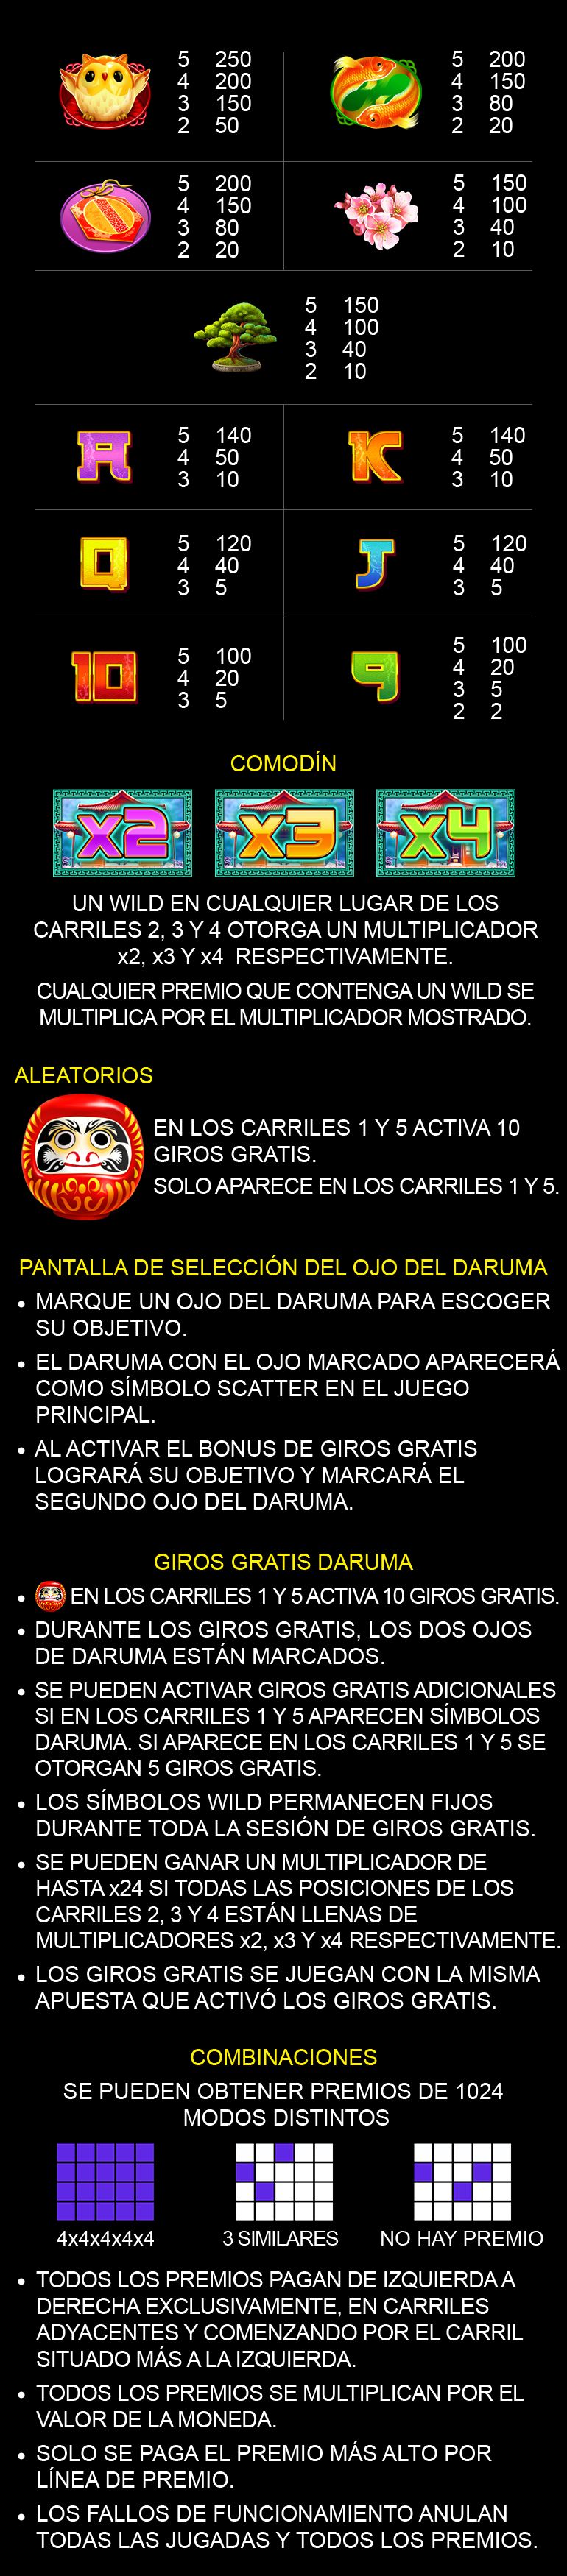 5 250
4 200
3 150
2 50
5 200
4 150
3 80
2 20
5 200
4 150
3 80
2 20
5 150
4 100
3 40
2 10
5 150
4 100
3 40
2 10
A
5 140
4 50
3 10
K
5 140
4 50
3 10
Q
5 120
4 40
3 5
J
5 120
4 40
3 5
10
5 100
4 20
3 5
9
5 100
4 20
3 5
2 2
COMODÍN
x2 x3 x4
UN WILD EN CUALQUIER LUGAR DE LOS
CARRILES 2, 3 Y 4 OTORGA UN MULTIPLICADOR
x2, x3 Y x4 RESPECTIVAMENTE.
CUALQUIER PREMIO QUE CONTENGA UN WILD SE
MULTIPLICA POR EL MULTIPLICADOR MOSTRADO.
ALEATORIOS
EN LOS CARRILES 1 Y 5 ACTIVA 10
GIROS GRATIS.
SOLO APARECE EN LOS CARRILES 1 Y 5.
PANTALLA DE SELECCIÓN DEL OJO DEL DARUMA
• MARQUE UN OJO DEL DARUMA PARA ESCOGER
SU OBJETIVO.
• EL DARUMA CON EL OJO MARCADO APARECERÁ
COMO SÍMBOLO SCATTER EN EL JUEGO
PRINCIPAL.
• AL ACTIVAR EL BONUS DE GIROS GRATIS
LOGRARÁ SU OBJETIVO Y MARCARÁ EL
SEGUNDO OJO DEL DARUMA.
GIROS GRATIS DARUMA
• EN LOS CARRILES 1 Y 5 ACTIVA 10 GIROS GRATIS.
• DURANTE LOS GIROS GRATIS, LOS DOS OJOS
DE DARUMA ESTÁN MARCADOS.
• SE PUEDEN ACTIVAR GIROS GRATIS ADICIONALES
SI EN LOS CARRILES 1 Y 5 APARECEN SÍMBOLOS
DARUMA. SI APARECE EN LOS CARRILES 1 Y 5 SE
OTORGAN 5 GIROS GRATIS.
• LOS SÍMBOLOS WILD PERMANECEN FIJOS
DURANTE TODA LA SESIÓN DE GIROS GRATIS.
• SE PUEDEN GANAR UN MULTIPLICADOR DE
HASTA x24 SI TODAS LAS POSICIONES DE LOS
CARRILES 2, 3 Y 4 ESTÁN LLENAS DE
MULTIPLICADORES x2, x3 Y x4 RESPECTIVAMENTE.
• LOS GIROS GRATIS SE JUEGAN CON LA MISMA
APUESTA QUE ACTIVÓ LOS GIROS GRATIS.
COMBINACIONES
SE PUEDEN OBTENER PREMIOS DE 1024
MODOS DISTINTOS
4x4x4x4x4 3 SIMILARES NO HAY PREMIO
• TODOS LOS PREMIOS PAGAN DE IZQUIERDA A
DERECHA EXCLUSIVAMENTE, EN CARRILES
ADYACENTES Y COMENZANDO POR EL CARRIL
SITUADO MÁS A LA IZQUIERDA.
• TODOS LOS PREMIOS SE MULTIPLICAN POR EL
VALOR DE LA MONEDA.
• SOLO SE PAGA EL PREMIO MÁS ALTO POR
LÍNEA DE PREMIO.
• LOS FALLOS DE FUNCIONAMIENTO ANULAN
TODAS LAS JUGADAS Y TODOS LOS PREMIOS.